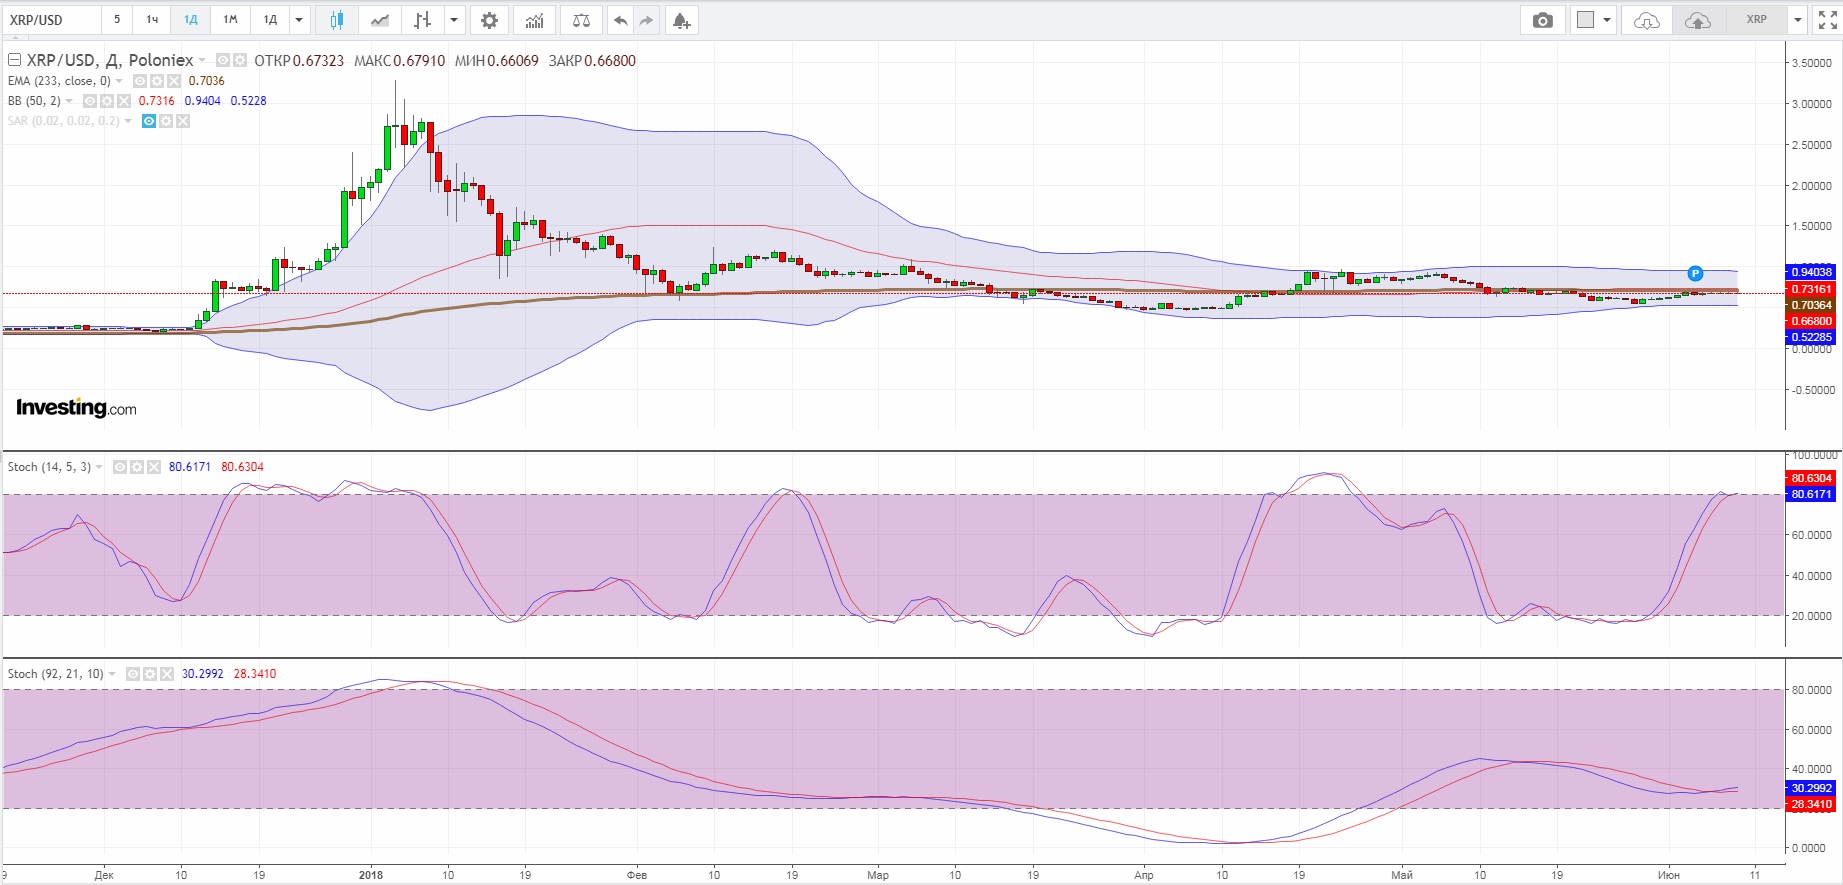 XRP/USD 5 1ч 1Д 1М 1Д XRP
XRP/USD, Д, Poloniex ОТКР 0.67323 МАКС 0.67910 МИН 0.66069 ЗАКР 0.66800
EMA (233, close, 0) 0.7036
BB (50, 2) 0.7316 0.9404 0.5228
SAR (0.02, 0.02, 0.2)
3.50000
3.00000
2.50000
2.00000
1.50000
P
0.94038
0.73161
0.70364
0.66800
0.52285
0.00000
-0.50000
Investing.com
Stoch (14, 5, 3) 80.6171 80.6304
100.0000
80.6304
80.6171
60.0000
40.0000
20.0000
Stoch (92, 21, 10) 30.2992 28.3410
80.0000
60.0000
40.0000
30.2992
28.3410
0.0000
9 Дек 10 19 2018 10 19 Фев 10 19 Мар 10 19 Апр 10 19 Май 10 19 Июн 11